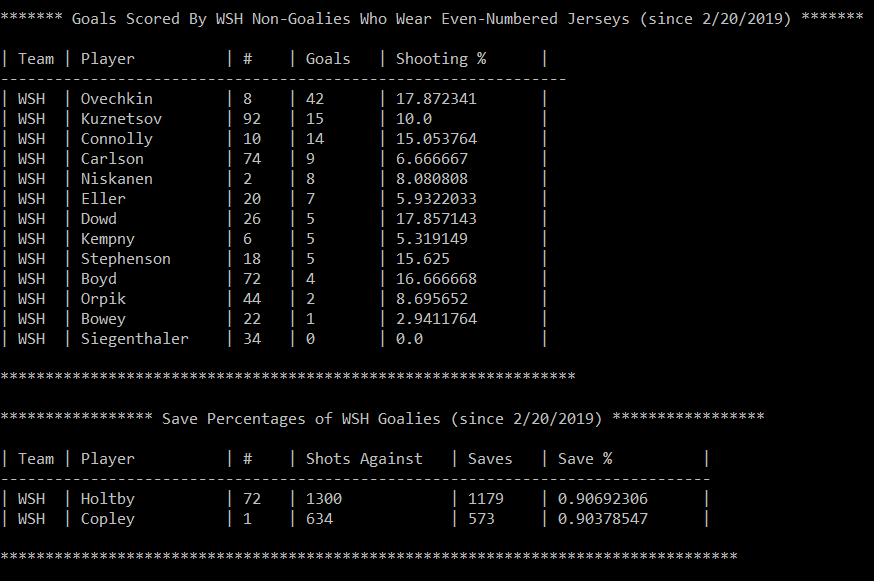 ******* Goals Scored By WSH Non-Goalies Who Wear Even-Numbered Jerseys (since 2/20/2019) *******
| Team | Player          | #    | Goals   | Shooting %      |
---------------------------------------------------------------
| WSH  | Ovechkin        | 8    | 42      | 17.872341       |
| WSH  | Kuznetsov       | 92   | 15      | 10.0            |
| WSH  | Connolly        | 10   | 14      | 15.053764       |
| WSH  | Carlson         | 74   | 9       | 6.666667        |
| WSH  | Niskanen        | 2    | 8       | 8.080808        |
| WSH  | Eller           | 20   | 7       | 5.9322033       |
| WSH  | Dowd            | 26   | 5       | 17.857143       |
| WSH  | Kempny          | 6    | 5       | 5.319149        |
| WSH  | Stephenson      | 18   | 5       | 15.625          |
| WSH  | Boyd            | 72   | 4       | 16.666668       |
| WSH  | Orpik           | 44   | 2       | 8.695652        |
| WSH  | Bowey           | 22   | 1       | 2.9411764       |
| WSH  | Siegenthaler    | 34   | 0       | 0.0             |
****************************************************************
***************** Save Percentages of WSH Goalies (since 2/20/2019) *****************
| Team | Player          | #    | Shots Against   | Saves   | Save %          |
-------------------------------------------------------------------------------
| WSH  | Holtby          | 72   | 1300            | 1179    | 0.90692306      |
| WSH  | Copley          | 1    | 634             | 573     | 0.90378547      |
**********************************************************************************